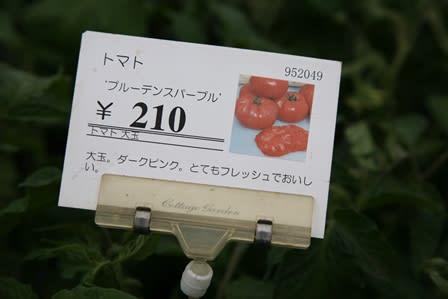 トマト
952049
'プルーデンスパープル'
¥ 210
トマト 大玉
大玉。ダークピンク。とてもフレッシュでおいし
い。
Cottage Garden